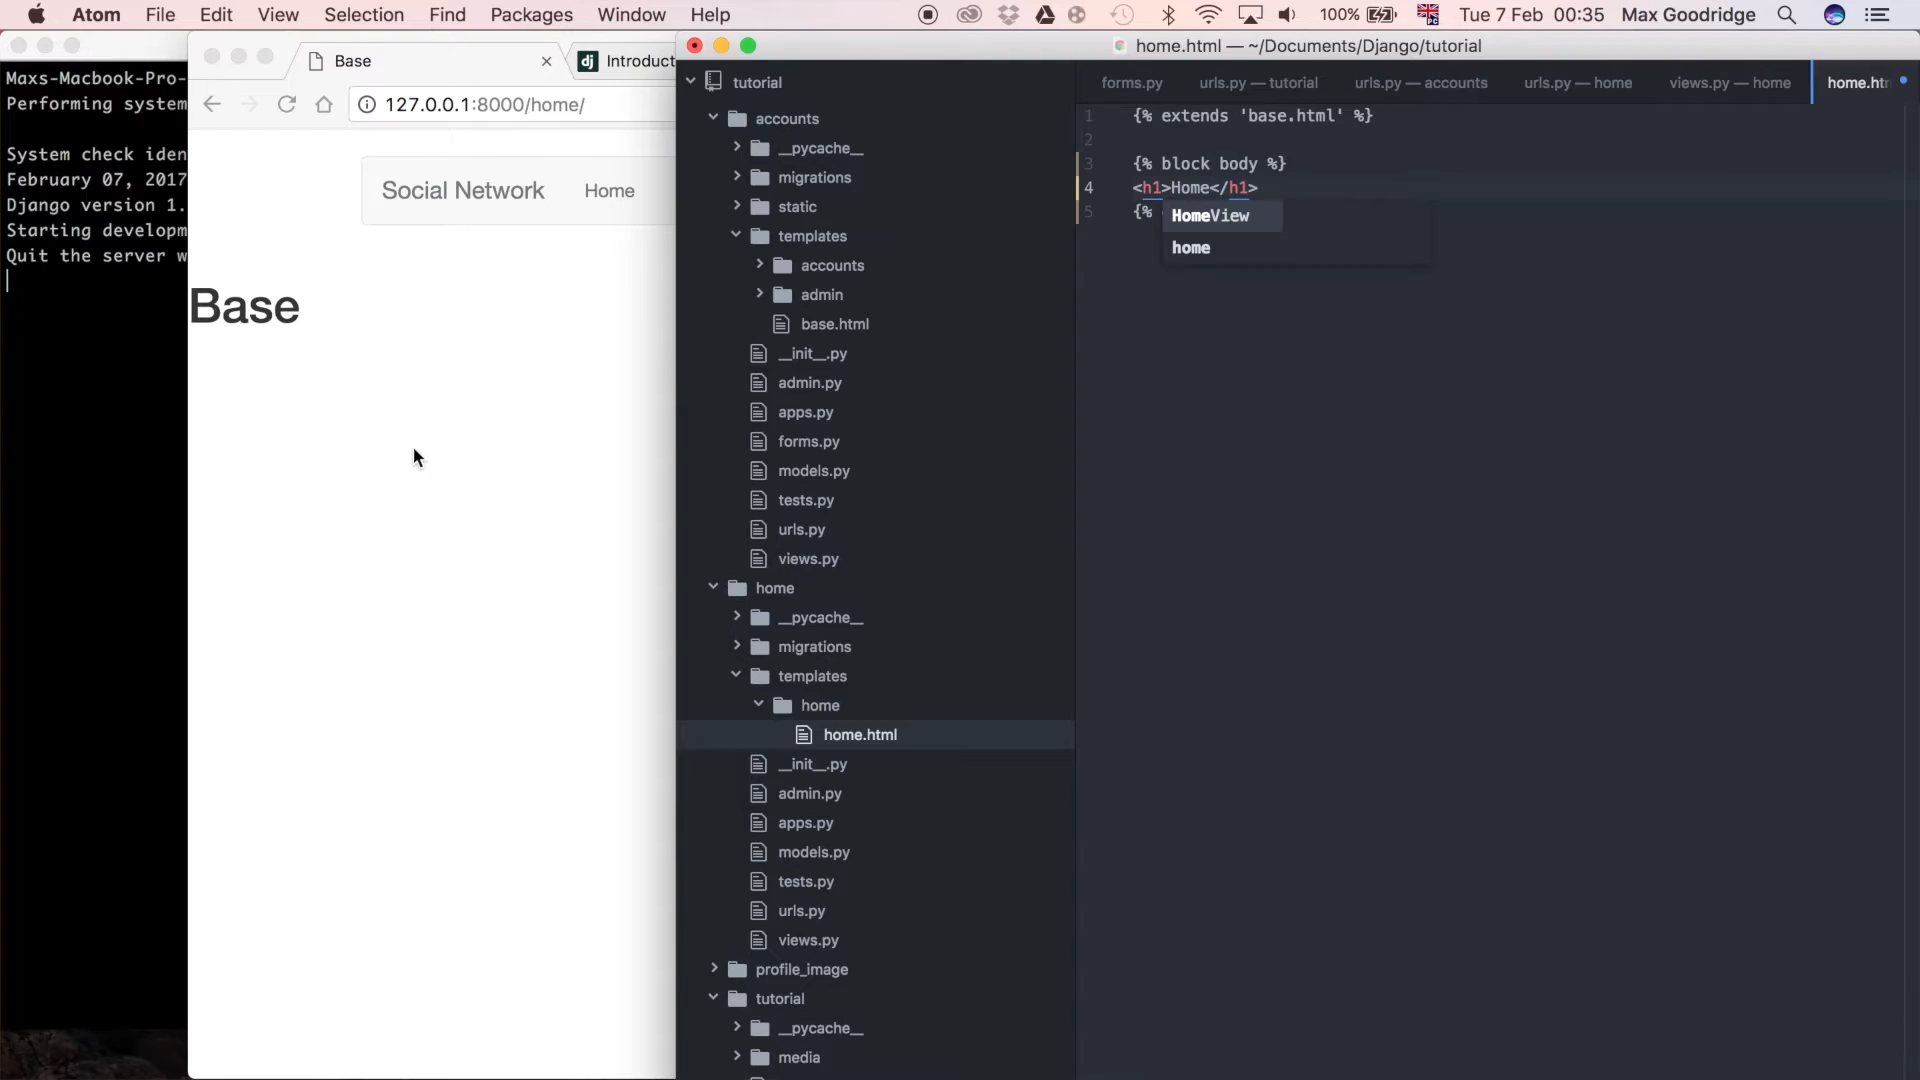 Atom File Edit View Selection Find Packages Window Help 100% Tue 7 Feb 00:35 Max Goodridge
Maxs-Macbook-Pro-
Performing system
System check iden
February 07, 2017
Django version 1.
Starting developm
Quit the server w
Base
dj Introduct
127.0.0.1:8000/home/
Social Network Home
Base
home.html — ~/Documents/Django/tutorial
tutorial
accounts
__pycache__
migrations
static
templates
accounts
admin
base.html
__init__.py
admin.py
apps.py
forms.py
models.py
tests.py
urls.py
views.py
home
__pycache__
migrations
templates
home
home.html
__init__.py
admin.py
apps.py
models.py
tests.py
urls.py
views.py
profile_image
tutorial
__pycache__
media
forms.py urls.py — tutorial urls.py — accounts urls.py — home views.py — home home.ht
1 {% extends 'base.html' %}
2
3 {% block body %}
4 <h1>Home</h1>
5 {%
HomeView
home